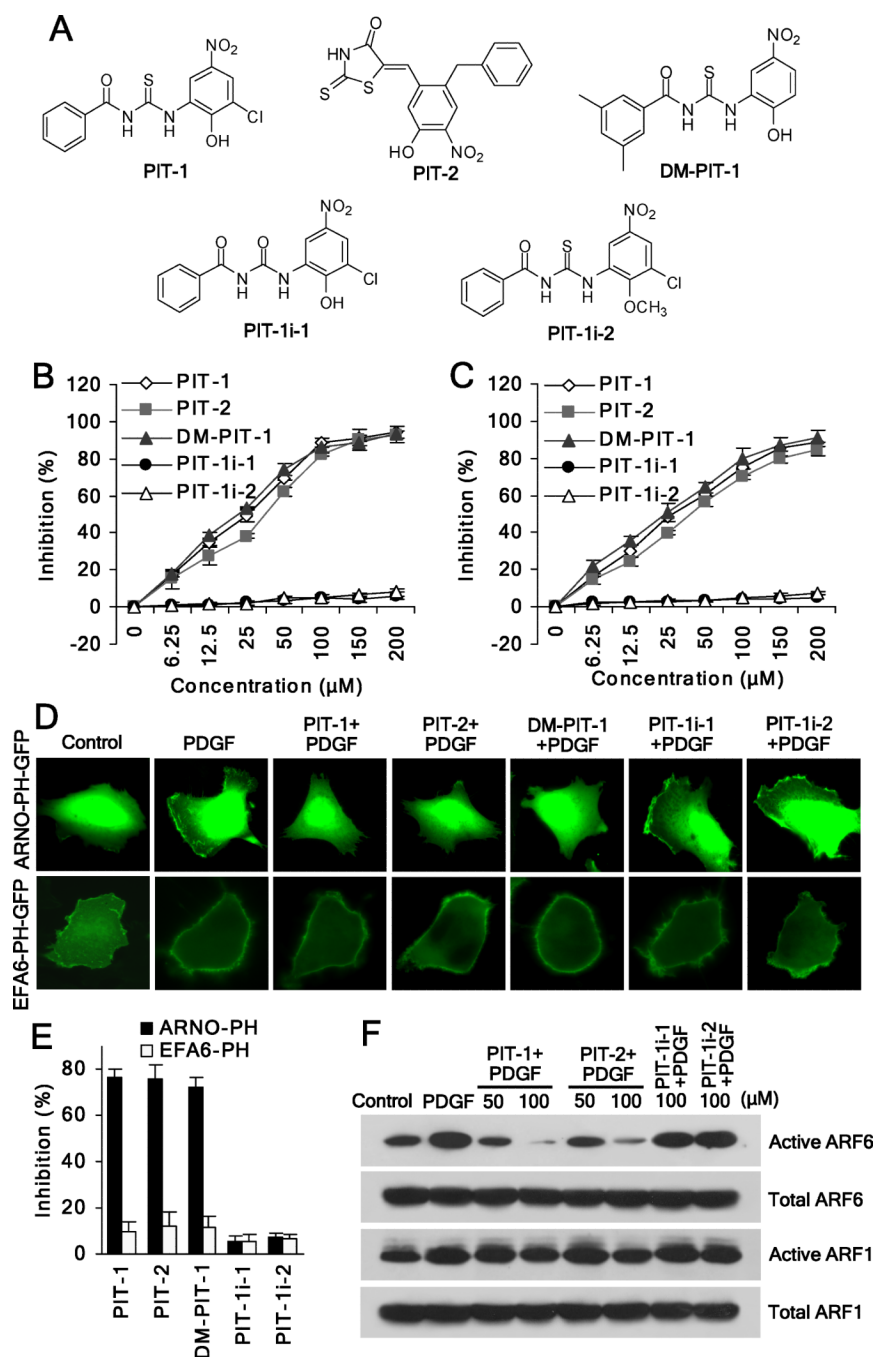 A
O
S
N
H
N
H
NO₂
Cl
OH
PIT-1
O
HN
S
S
HO
NO₂
PIT-2
O
S
N
H
N
H
NO₂
OH
DM-PIT-1
O
O
N
H
N
H
NO₂
Cl
OH
PIT-1i-1
O
S
N
H
N
H
NO₂
Cl
OCH₃
PIT-1i-2
B
PIT-1
PIT-2
DM-PIT-1
PIT-1i-1
PIT-1i-2
Inhibition (%)
120
100
80
60
40
20
0
-20
0 6.25 12.5 25 50 100 150 200
Concentration (µM)
C
PIT-1
PIT-2
DM-PIT-1
PIT-1i-1
PIT-1i-2
Inhibition (%)
120
100
80
60
40
20
0
-20
0 6.25 12.5 25 50 100 150 200
Concentration (µM)
D
Control
PDGF
PIT-1+
PDGF
PIT-2+
PDGF
DM-PIT-1
+PDGF
PIT-1i-1
+PDGF
PIT-1i-2
+PDGF
ARNO-PH-GFP
EFA6-PH-GFP
E
ARNO-PH
EFA6-PH
Inhibition (%)
80
60
40
20
0
PIT-1
PIT-2
DM-PIT-1
PIT-1i-1
PIT-1i-2
F
Control
PDGF
PIT-1+
PDGF
50 100
PIT-2+
PDGF
50 100
PIT-1i-1
+PDGF
100
PIT-1i-2
+PDGF
100
(µM)
Active ARF6
Total ARF6
Active ARF1
Total ARF1